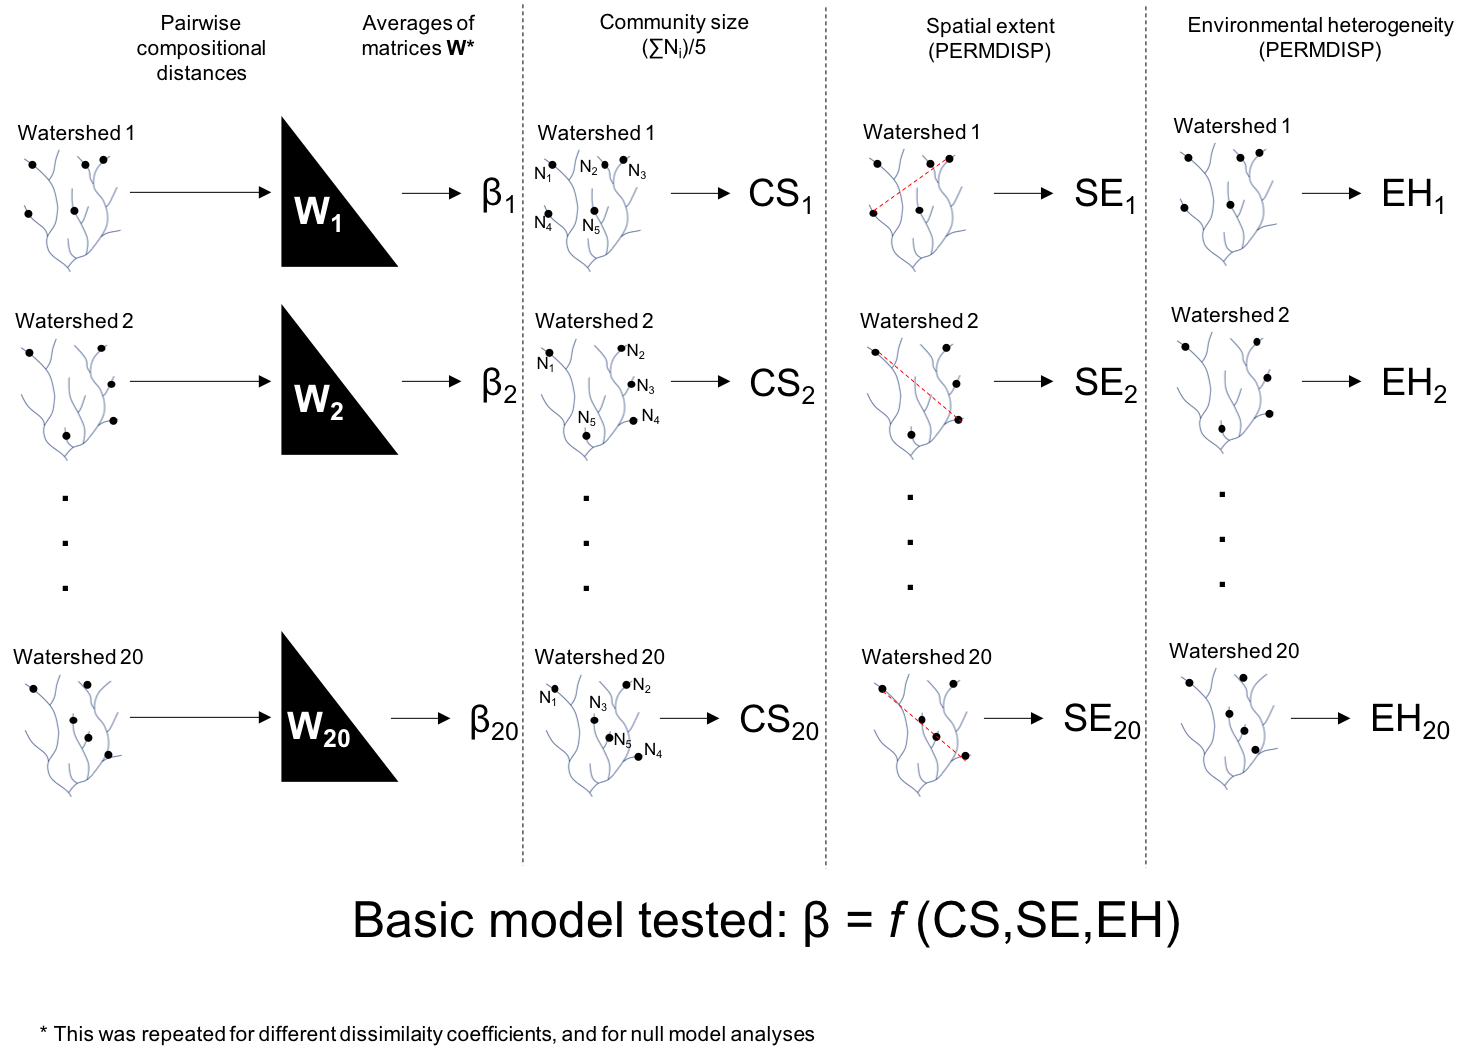 Pairwise
compositional
distances
Averages of
matrices W*
Community size
(∑Ni)/5
Spatial extent
(PERMDISP)
Environmental heterogeneity
(PERMDISP)
Watershed 1
W1
β1
Watershed 1
N1
N2
N3
N4
N5
CS1
Watershed 1
SE1
Watershed 1
EH1
Watershed 2
W2
β2
Watershed 2
N1
N2
N3
N4
N5
CS2
Watershed 2
SE2
Watershed 2
EH2
Watershed 20
W20
β20
Watershed 20
N1
N2
N3
N5
N4
CS20
Watershed 20
SE20
Watershed 20
EH20
Basic model tested: β = f (CS,SE,EH)
* This was repeated for different dissimilaity coefficients, and for null model analyses